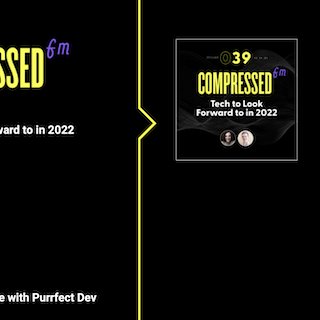 SSED fm
ward to in 2022
e with Purrfect Dev
039
COMPRESSED fm
Tech to Look
Forward to in 2022